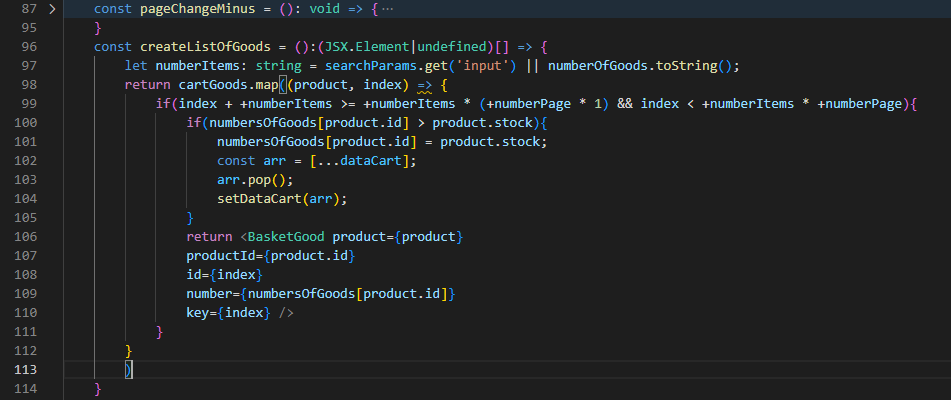 87 > const pageChangeMinus = (): void => { ⋯
95 }
96 const createListOfGoods = ():(JSX.Element|undefined)[] => {
97 let numberItems: string = searchParams.get('input') || numberOfGoods.toString();
98 return cartGoods.map((product, index) => {
99 if(index + +numberItems >= +numberItems * (+numberPage * 1) && index < +numberItems * +numberPage){
100 if(numbersOfGoods[product.id] > product.stock){
101 numbersOfGoods[product.id] = product.stock;
102 const arr = [...dataCart];
103 arr.pop();
104 setDataCart(arr);
105 }
106 return <BasketGood product={product}
107 productId={product.id}
108 id={index}
109 number={numbersOfGoods[product.id]}
110 key={index} />
111 }
112 }
113 )
114 }